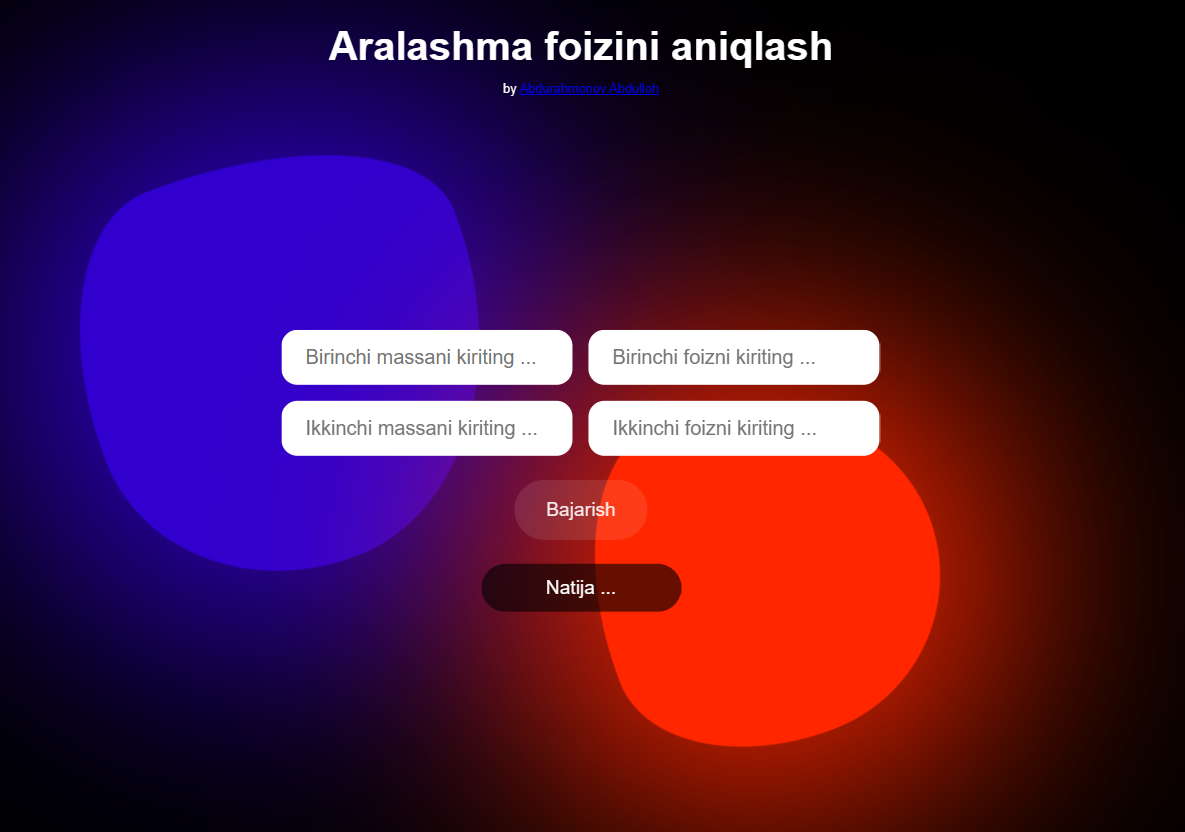 Aralashma foizini aniqlash
by Abdurahmonov Abdulloh
Birinchi massani kiriting ...
Birinchi foizni kiriting ...
Ikkinchi massani kiriting ...
Ikkinchi foizni kiriting ...
Bajarish
Natija ...